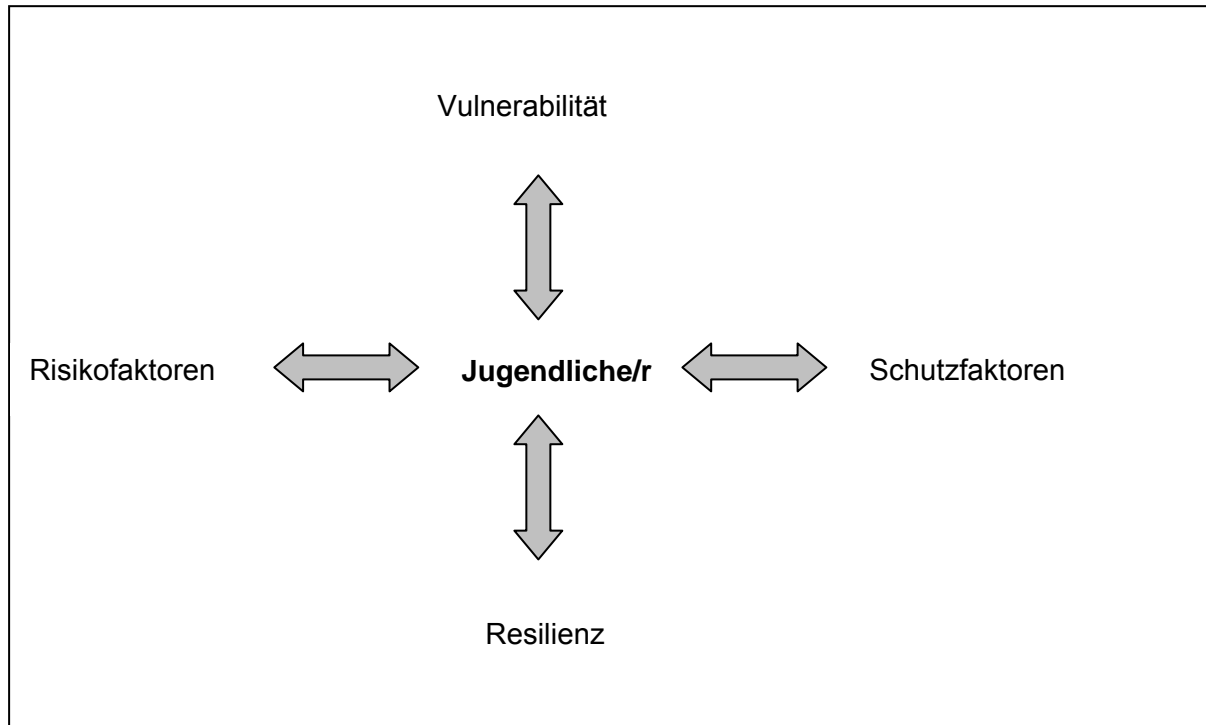 Vulnerabilität
Risikofaktoren
Jugendliche/r
Schutzfaktoren
Resilienz